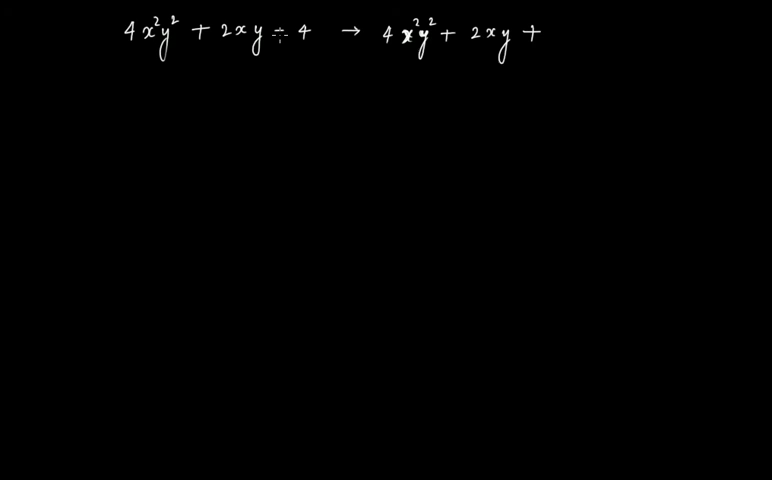 4x²y² + 2xy - 4 → 4x²y² + 2xy +